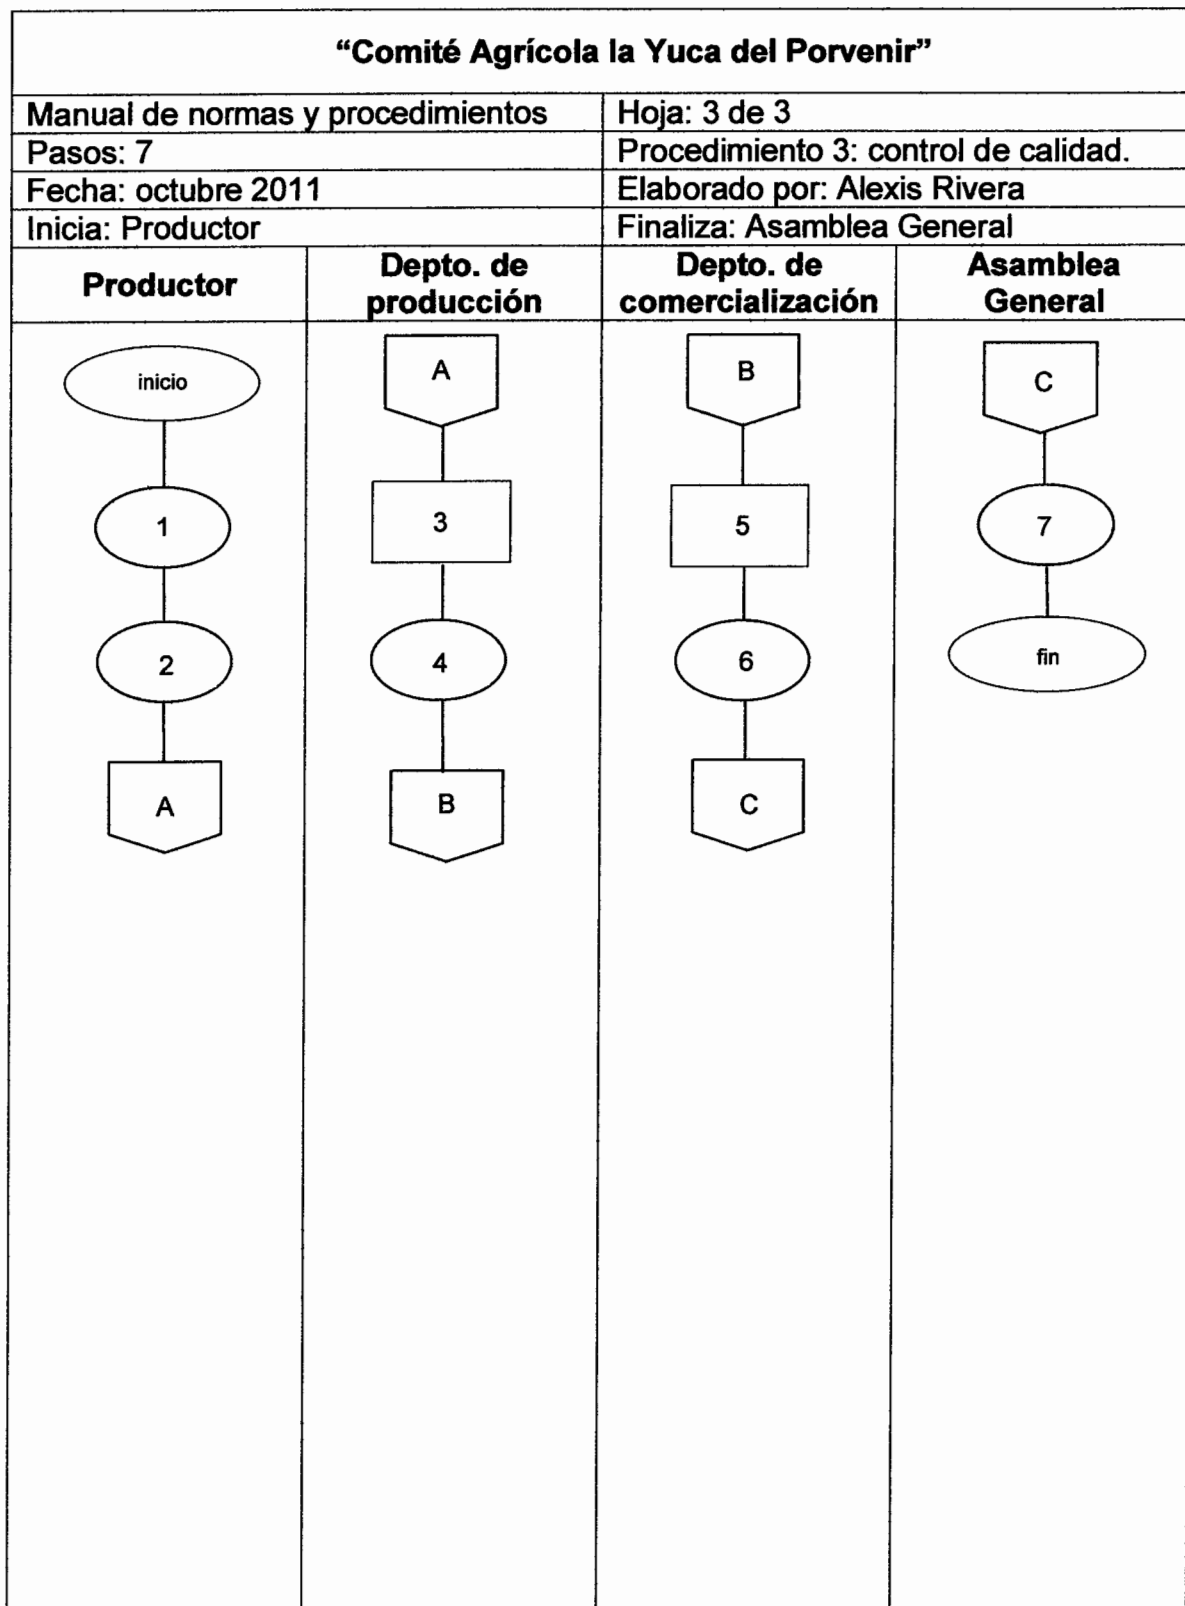 “Comité Agrícola la Yuca del Porvenir”
Manual de normas y procedimientos
Hoja: 3 de 3
Pasos: 7
Procedimiento 3: control de calidad.
Fecha: octubre 2011
Elaborado por: Alexis Rivera
Inicia: Productor
Finaliza: Asamblea General
Productor
Depto. de
producción
Depto. de
comercialización
Asamblea
General
inicio
1
2
A
A
3
4
B
B
5
6
C
C
7
fin